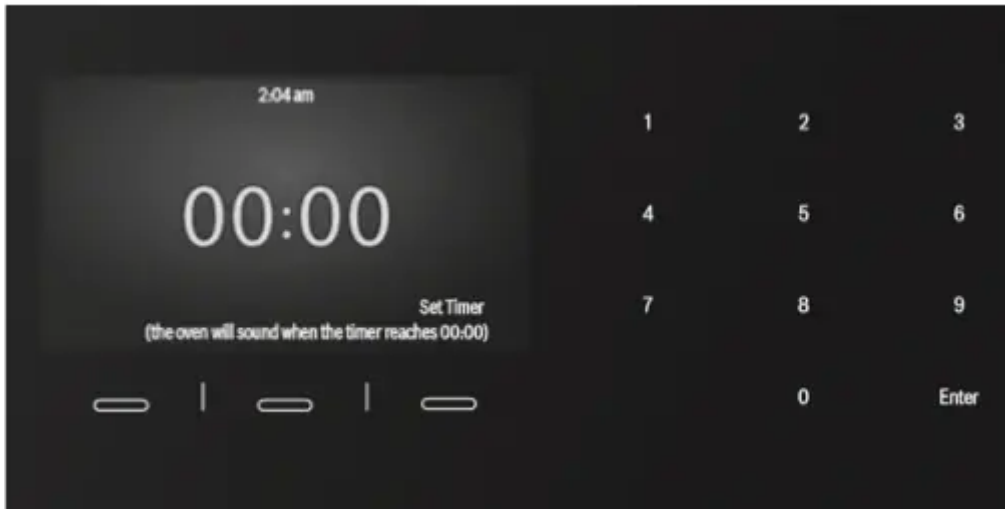 2:04 am
00:00
Set Timer
(the oven will sound when the timer reaches 00:00)
1 2 3
4 5 6
7 8 9
0 Enter